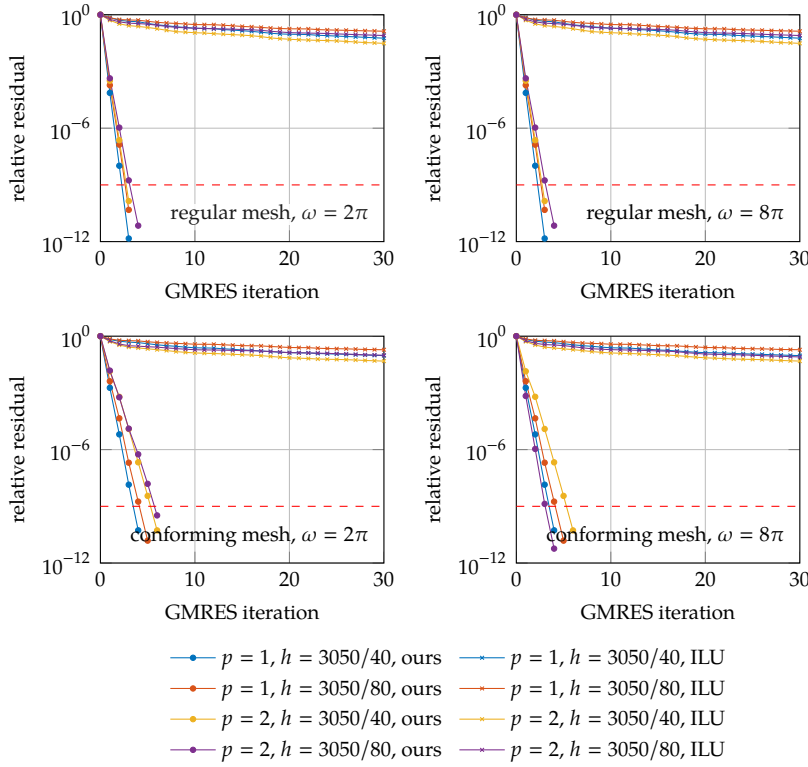 10^0
10^−6
10^−12
relative residual
regular mesh, ω = 2π
0 10 20 30
GMRES iteration
10^0
10^−6
10^−12
relative residual
regular mesh, ω = 8π
0 10 20 30
GMRES iteration
10^0
10^−6
10^−12
relative residual
conforming mesh, ω = 2π
0 10 20 30
GMRES iteration
10^0
10^−6
10^−12
relative residual
conforming mesh, ω = 8π
0 10 20 30
GMRES iteration
p = 1, h = 3050/40, ours p = 1, h = 3050/40, ILU
p = 1, h = 3050/80, ours p = 1, h = 3050/80, ILU
p = 2, h = 3050/40, ours p = 2, h = 3050/40, ILU
p = 2, h = 3050/80, ours p = 2, h = 3050/80, ILU